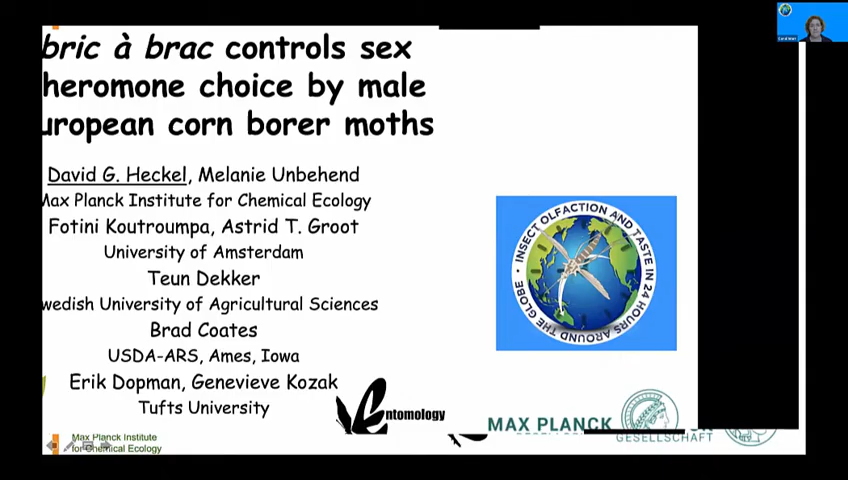 bric à brac controls sex
heromone choice by male
uropean corn borer moths
David G. Heckel, Melanie Unbehend
Max Planck Institute for Chemical Ecology
Fotini Koutroumpa, Astrid T. Groot
University of Amsterdam
Teun Dekker
wedish University of Agricultural Sciences
Brad Coates
USDA-ARS, Ames, Iowa
Erik Dopman, Genevieve Kozak
Tufts University
INSECT OLFACTION AND TASTE IN 24 HOURS AROUND THE GLOBE
ntomology
MAX PLANCK
GESELLSCHAFT
Max Planck Institute
for Chemical Ecology